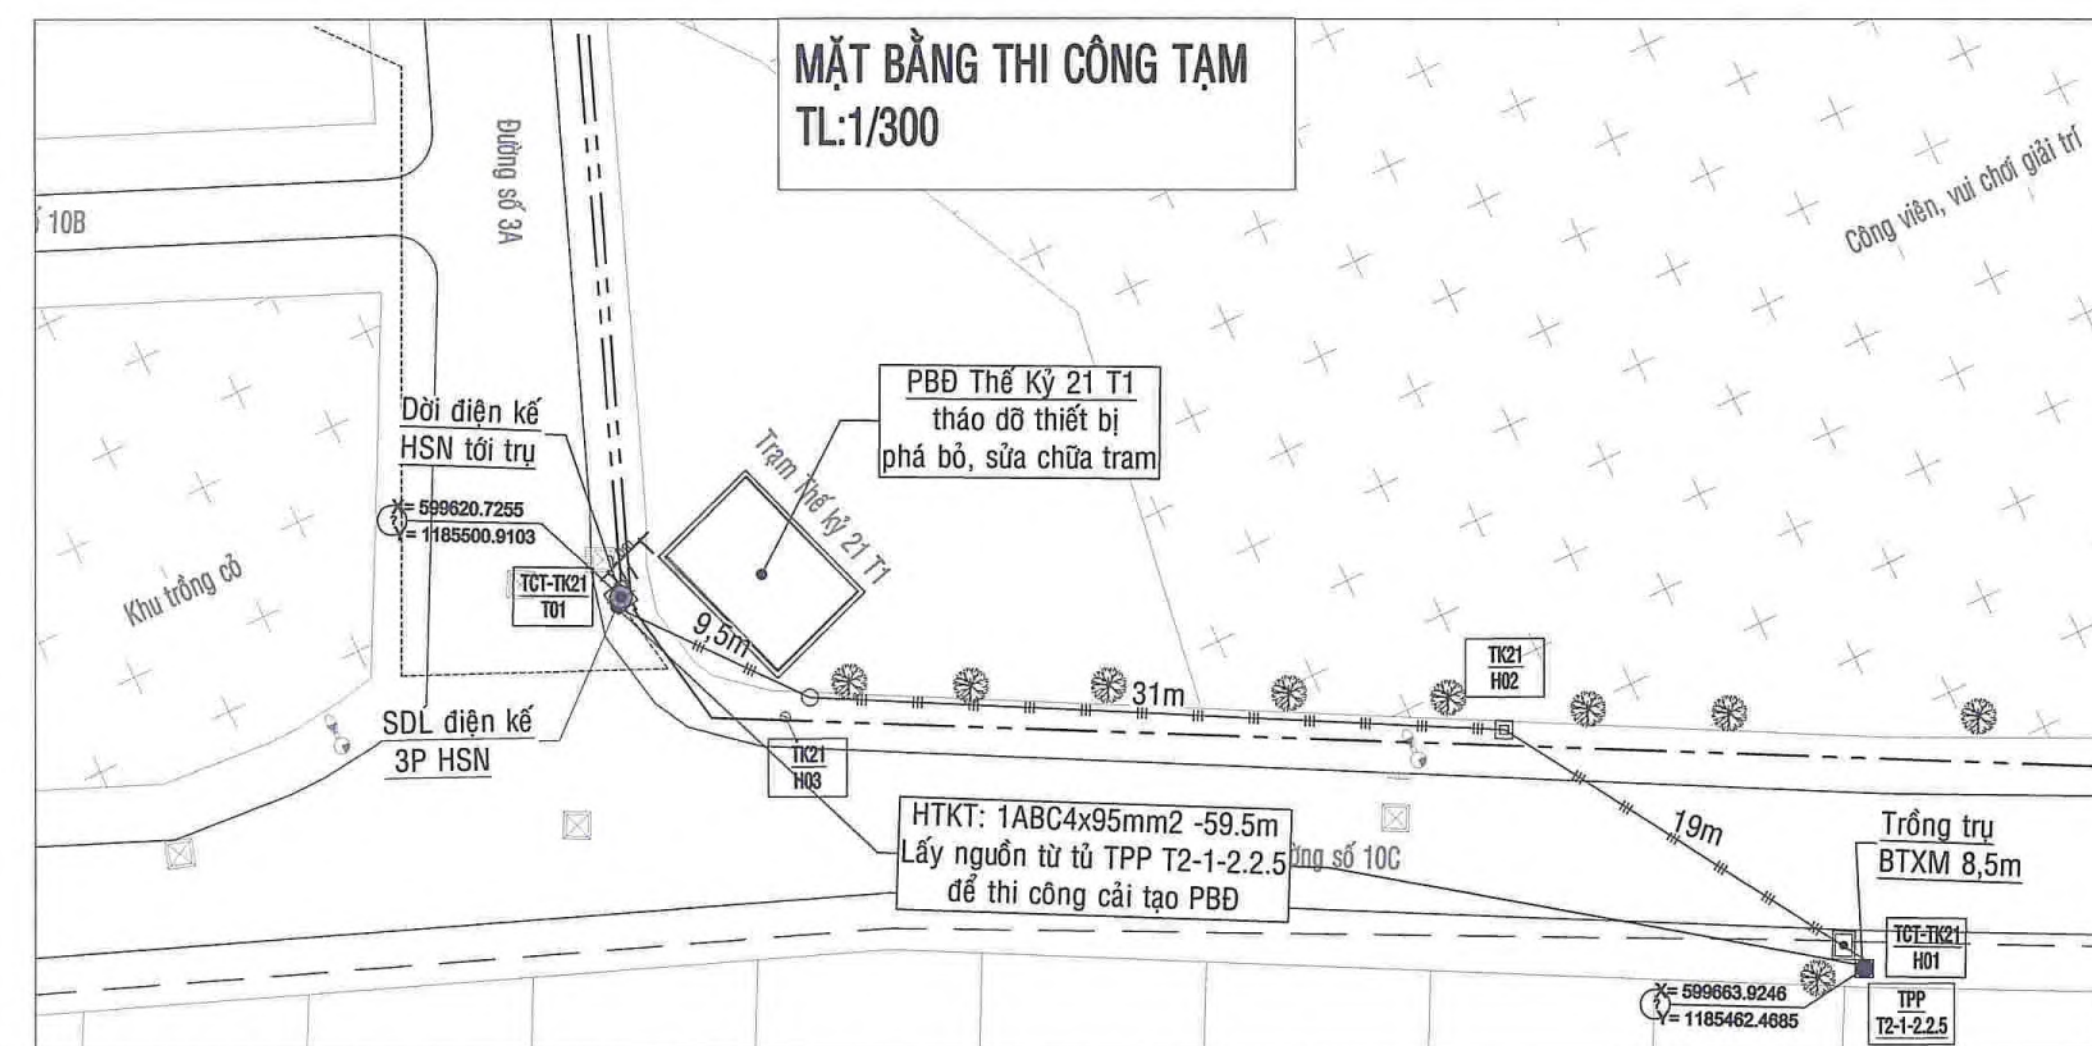 MẶT BẰNG THI CÔNG TẠM
TL:1/300
Đường số 3A
10B
Công viên, vui chơi giải trí
PBĐ Thế Kỷ 21 T1
tháo dỡ thiết bị
phá bỏ, sửa chữa tram
Dời điện kế
HSN tới trụ
Trạm Thế kỷ 21 T1
X= 599620.7255
Y= 1185500.9103
?
Khu trồng cỏ
TCT-TK21
T01
9,5m
31m
TK21
H02
SDL điện kế
3P HSN
TK21
H03
HTKT: 1ABC4x95mm2 -59.5m
Lấy nguồn từ tủ TPP T2-1-2.2.5
để thi công cải tạo PBĐ
số 10C
19m
Trồng trụ
BTXM 8,5m
TCT-TK21
H01
X= 599663.9246
Y= 1185462.4685
?
TPP
T2-1-2.2.5